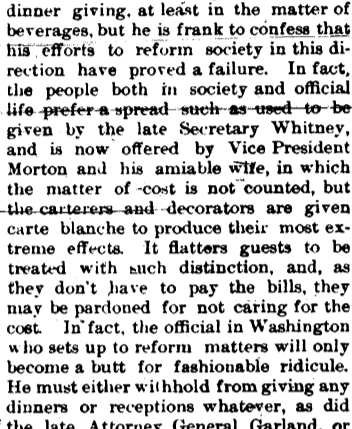 dinner giving, at least in the matter of
beverages, but he is frank to confess that
his efforts to reform society in this di-
rection have proved a failure. In fact,
the people both in society and official
life prefer a spread such as used to be
given by the late Secretary Whitney,
and is now offered by Vice President
Morton and his amiable wife, in which
the matter of cost is not counted, but
the carterers and decorators are given
carte blanche to produce their most ex-
treme effects. It flatters guests to be
treated with such distinction, and, as
they don't have to pay the bills, they
may be pardoned for not caring for the
cost. In fact, the official in Washington
who sets up to reform matters will only
become a butt for fashionable ridicule.
He must either withhold from giving any
dinners or receptions whatever, as did
the late Attorney General Garland, or